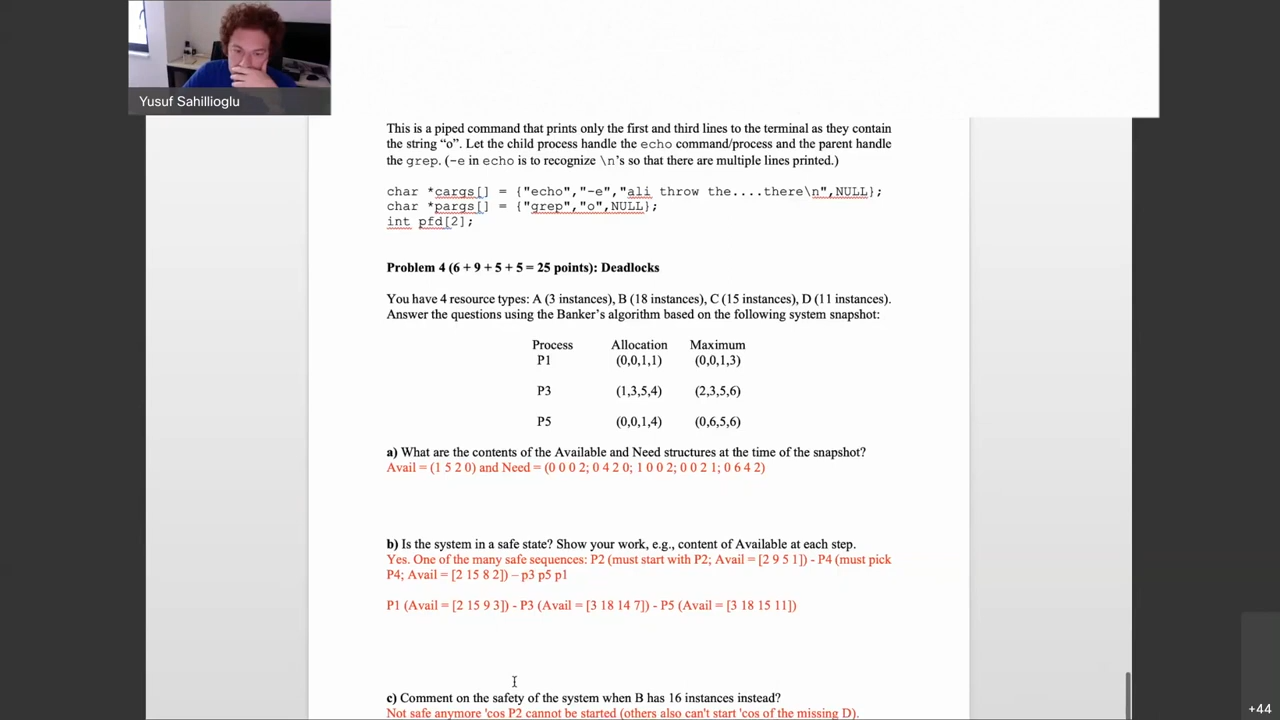 Yusuf Sahillioglu
This is a piped command that prints only the first and third lines to the terminal as they contain
the string “o”. Let the child process handle the echo command/process and the parent handle
the grep. (-e in echo is to recognize \n’s so that there are multiple lines printed.)
char *cargs[] = {"echo","-e","ali throw the....there\n",NULL};
char *pargs[] = {"grep","o",NULL};
int pfd[2];
Problem 4 (6 + 9 + 5 + 5 = 25 points): Deadlocks
You have 4 resource types: A (3 instances), B (18 instances), C (15 instances), D (11 instances).
Answer the questions using the Banker’s algorithm based on the following system snapshot:
Process Allocation Maximum
P1 (0,0,1,1) (0,0,1,3)
P3 (1,3,5,4) (2,3,5,6)
P5 (0,0,1,4) (0,6,5,6)
a) What are the contents of the Available and Need structures at the time of the snapshot?
Avail = (1 5 2 0) and Need = (0 0 0 2; 0 4 2 0; 1 0 0 2; 0 0 2 1; 0 6 4 2)
b) Is the system in a safe state? Show your work, e.g., content of Available at each step.
Yes. One of the many safe sequences: P2 (must start with P2; Avail = [2 9 5 1]) - P4 (must pick
P4; Avail = [2 15 8 2]) – p3 p5 p1
P1 (Avail = [2 15 9 3]) - P3 (Avail = [3 18 14 7]) - P5 (Avail = [3 18 15 11])
c) Comment on the safety of the system when B has 16 instances instead?
Not safe anymore 'cos P2 cannot be started (others also can't start 'cos of the missing D).
+44